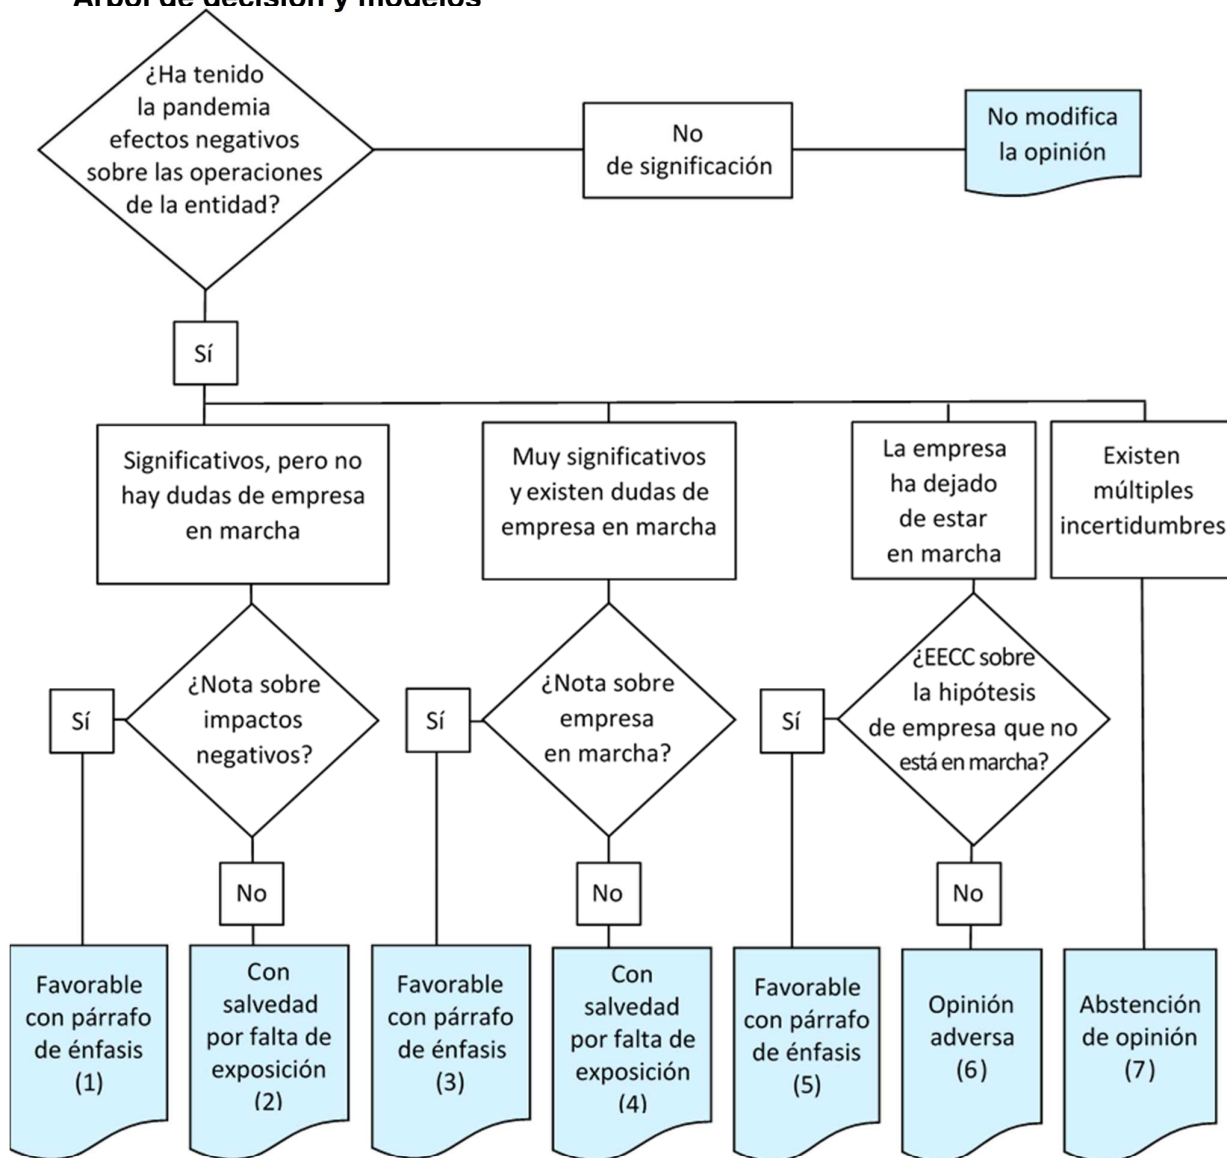 Árbol de decisión y modelos
¿Ha tenido
la pandemia
efectos negativos
sobre las operaciones
de la entidad?
No
de significación
No modifica
la opinión
Sí
Significativos, pero no
hay dudas de empresa
en marcha
Muy significativos
y existen dudas de
empresa en marcha
La empresa
ha dejado
de estar
en marcha
Existen
múltiples
incertidumbres
¿Nota sobre
impactos
negativos?
Sí
No
¿Nota sobre
empresa
en marcha?
Sí
No
¿EECC sobre
la hipótesis
de empresa que no
está en marcha?
Sí
No
Favorable
con párrafo
de énfasis
(1)
Con
salvedad
por falta de
exposición
(2)
Favorable
con párrafo
de énfasis
(3)
Con
salvedad
por falta de
exposición
(4)
Favorable
con párrafo
de énfasis
(5)
Opinión
adversa
(6)
Abstención
de opinión
(7)